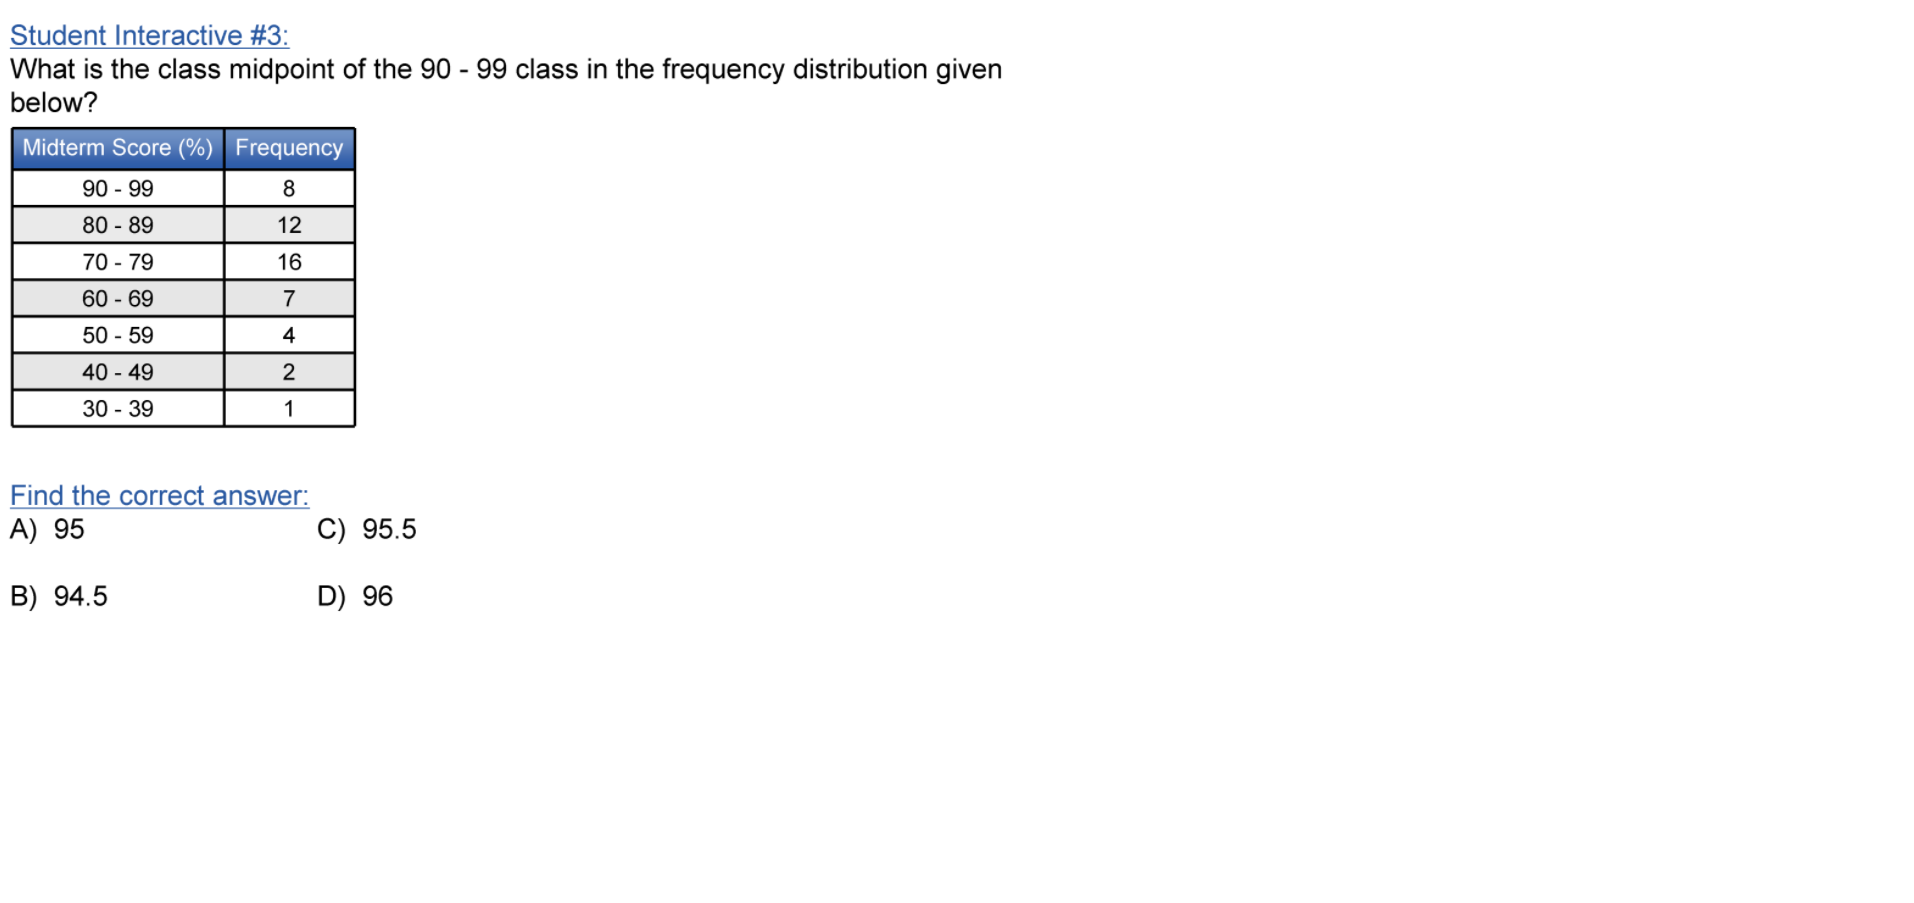 Student Interactive #3:
What is the class midpoint of the 90 - 99 class in the frequency distribution given
below?
Midterm Score (%) Frequency
90 - 99 8
80 - 89 12
70 - 79 16
60 - 69 7
50 - 59 4
40 - 49 2
30 - 39 1
Find the correct answer:
A) 95 C) 95.5
B) 94.5 D) 96